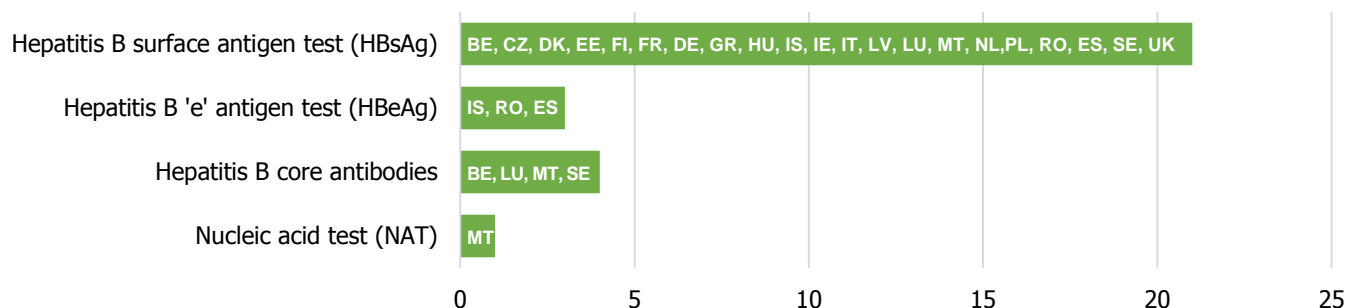 Hepatitis B surface antigen test (HBsAg)
BE, CZ, DK, EE, FI, FR, DE, GR, HU, IS, IE, IT, LV, LU, MT, NL,PL, RO, ES, SE, UK
Hepatitis B 'e' antigen test (HBeAg)
IS, RO, ES
Hepatitis B core antibodies
BE, LU, MT, SE
Nucleic acid test (NAT)
MT
0 5 10 15 20 25